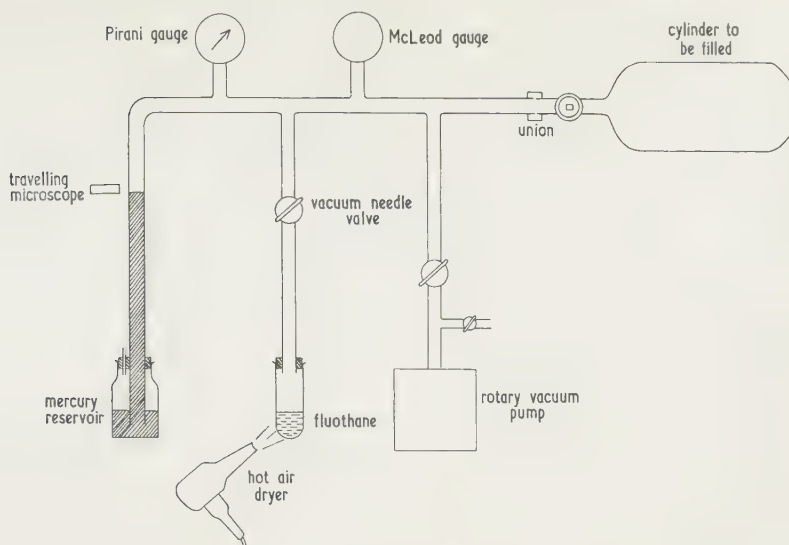 Pirani gauge
McLeod gauge
cylinder to
be filled
union
travelling
microscope
vacuum needle
valve
mercury
reservoir
fluothane
rotary vacuum
pump
hot air
dryer